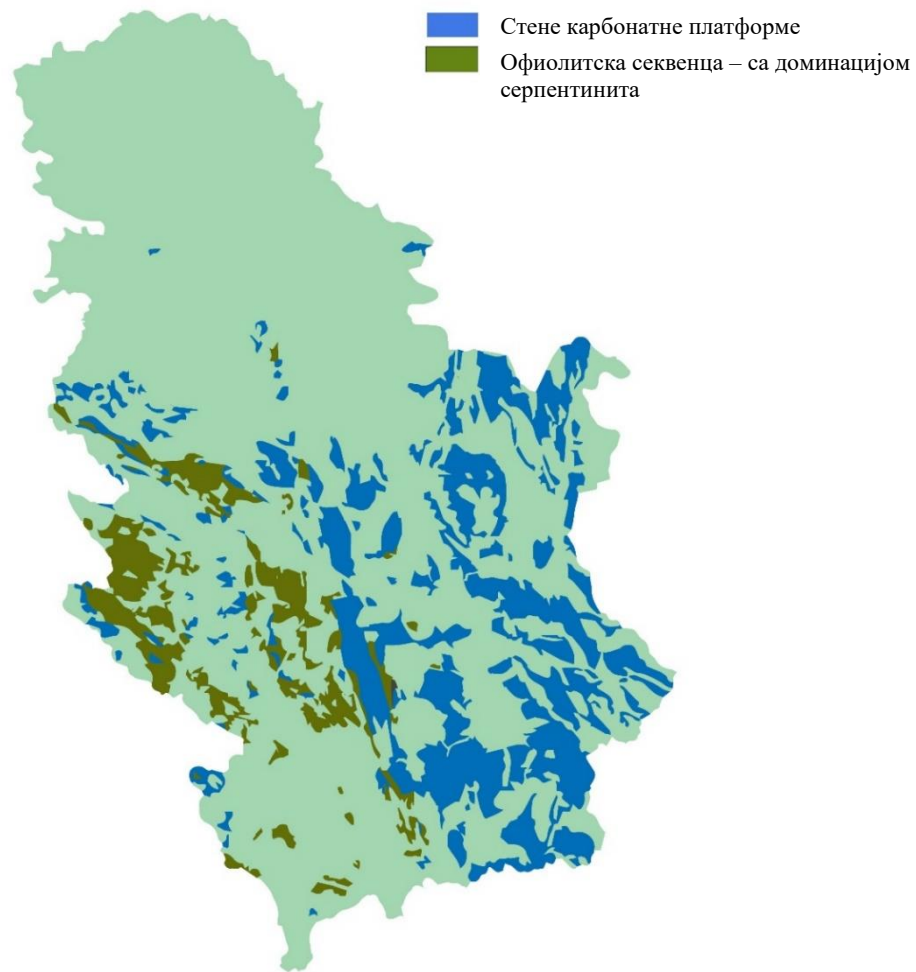 Стене карбонатне платформе
Офиолитска секвенца – са доминацијом
серпентинита